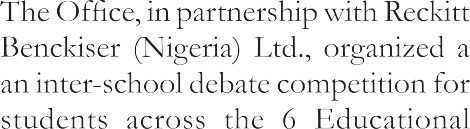 The Office, in partnership with Reckitt
Benckiser (Nigeria) Ltd., organized a
an inter-school debate competition for
students across the 6 Educational